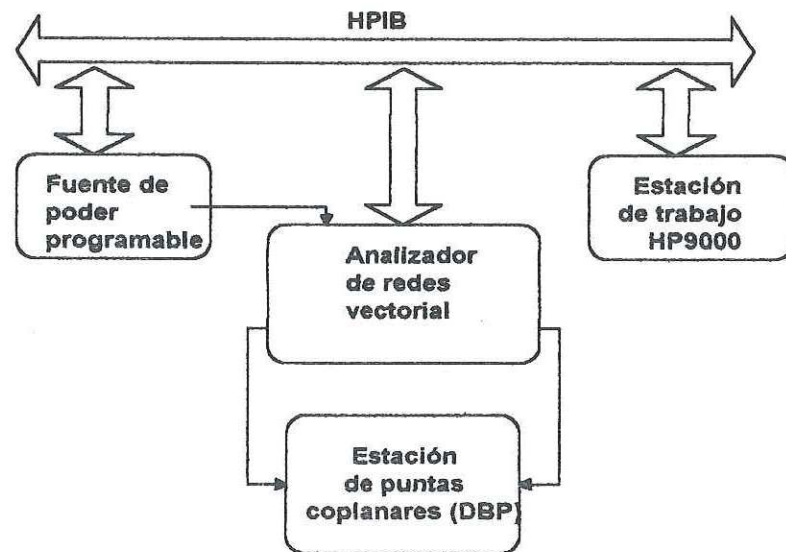 HPIB
Fuente de
poder
programable
Estación
de trabajo
HP9000
Analizador
de redes
vectorial
Estación
de puntas
coplanares (DBP)